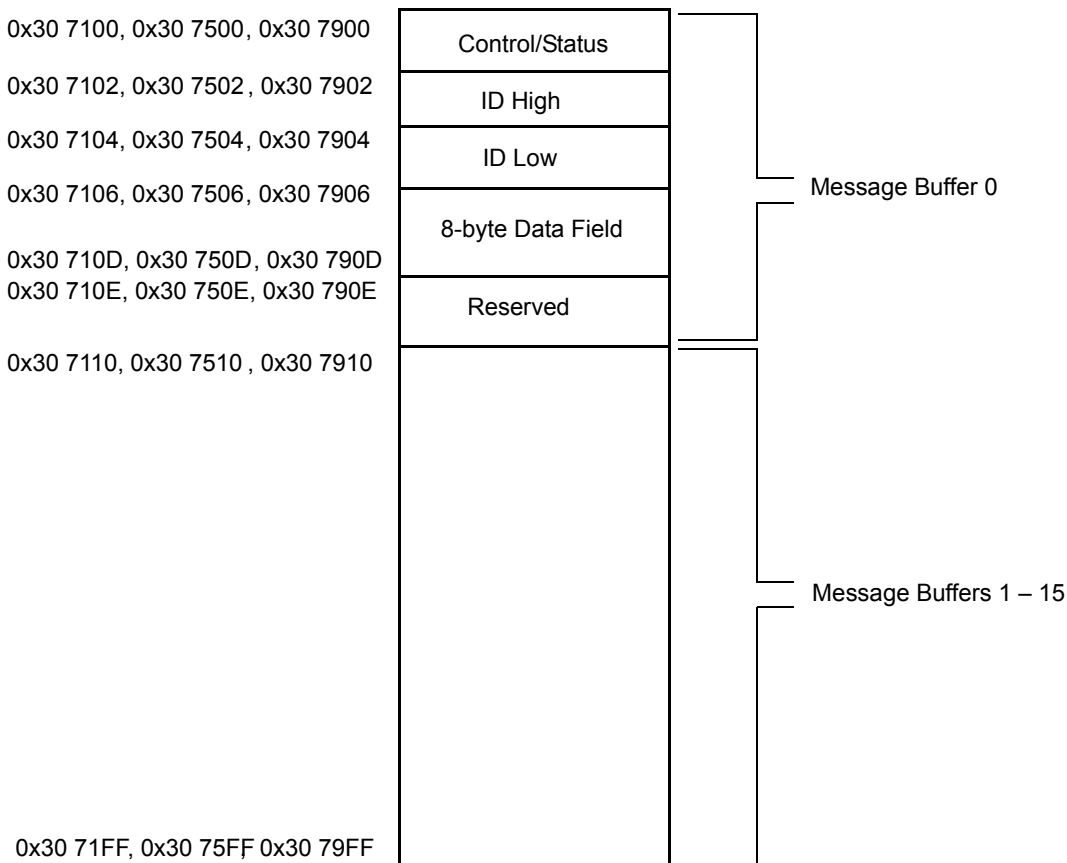 0x30 7100, 0x30 7500, 0x30 7900
Control/Status
0x30 7102, 0x30 7502, 0x30 7902
ID High
0x30 7104, 0x30 7504, 0x30 7904
ID Low
0x30 7106, 0x30 7506, 0x30 7906
Message Buffer 0
8-byte Data Field
0x30 710D, 0x30 750D, 0x30 790D
0x30 710E, 0x30 750E, 0x30 790E
Reserved
0x30 7110, 0x30 7510, 0x30 7910
Message Buffers 1 – 15
0x30 71FF, 0x30 75FF, 0x30 79FF